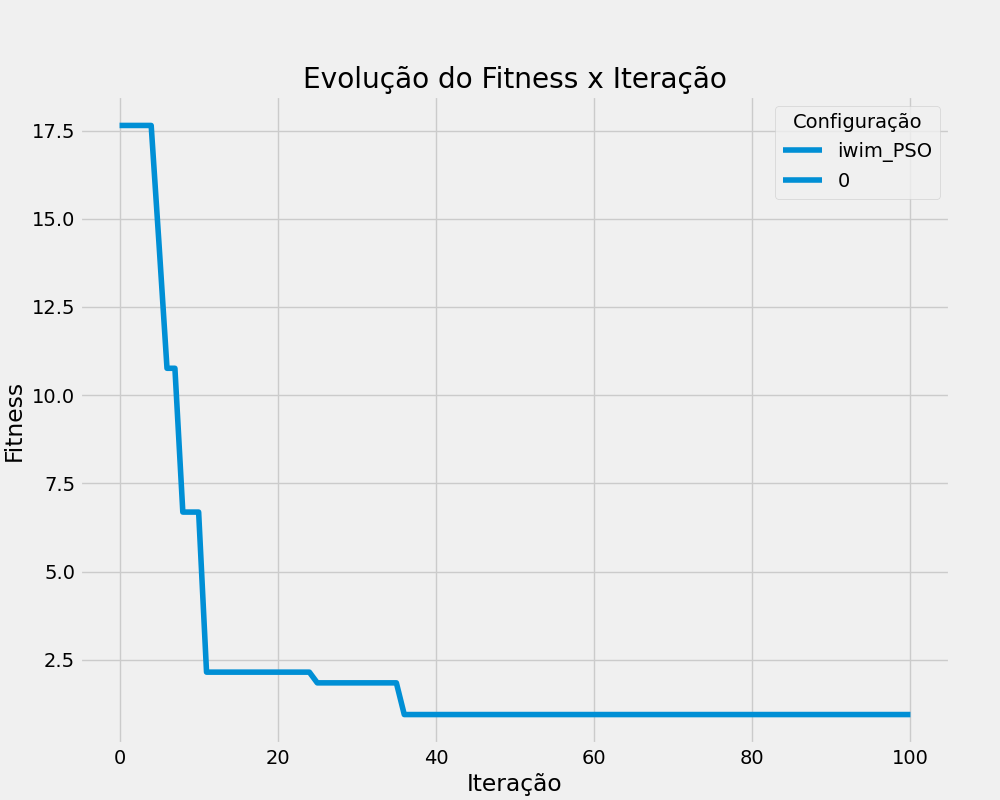 Evolução do Fitness x Iteração
Configuração
iwim_PSO
0
Fitness
17.5
15.0
12.5
10.0
7.5
5.0
2.5
0 20 40 60 80 100
Iteração